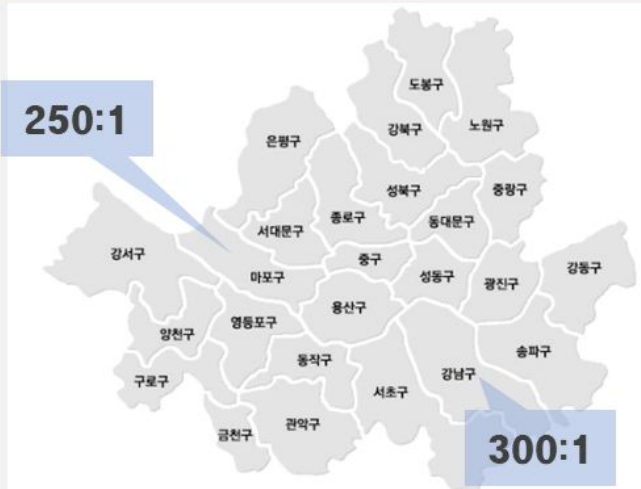 도봉구
노원구
강북구
250:1
은평구
성북구
중랑구
종로구
동대문구
서대문구
강서구
중구
마포구
성동구
광진구
강동구
용산구
영등포구
양천구
송파구
동작구
강남구
구로구
서초구
관악구
금천구
300:1